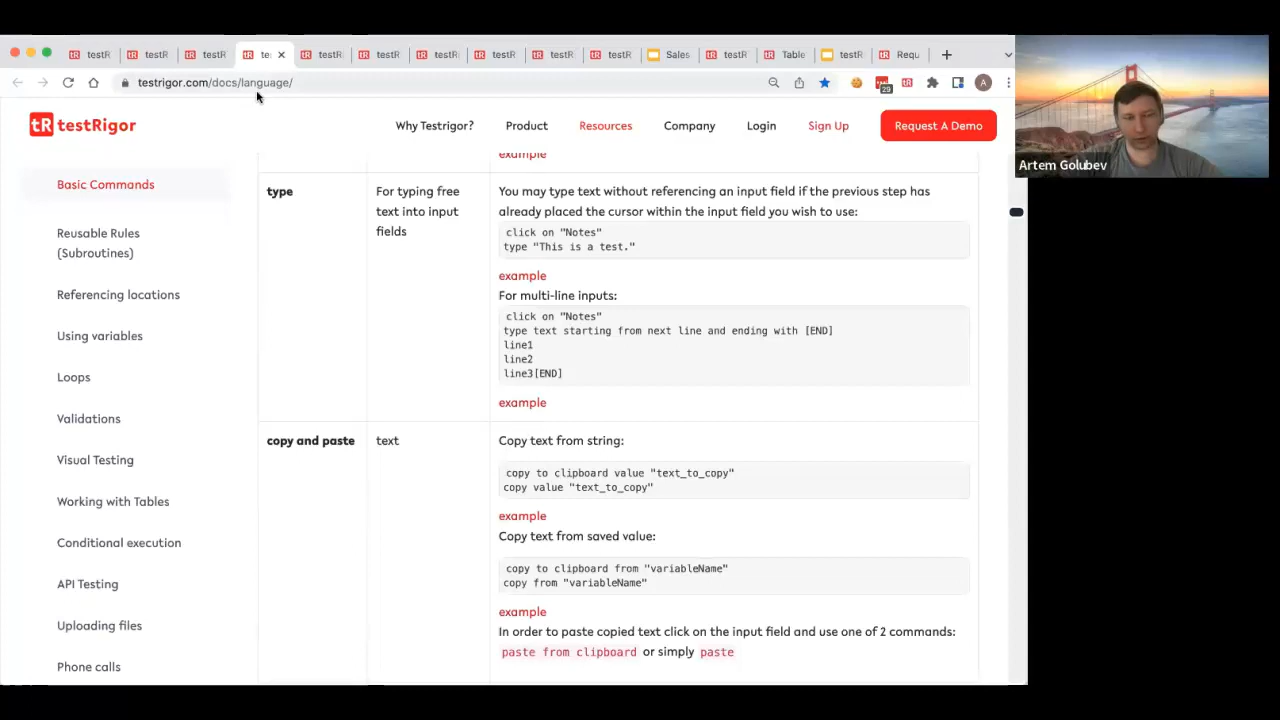 testR
testR
testR
te
testR
testR
testR
testR
testR
testR
Sales
testR
Table
testR
Requ
testrigor.com/docs/language/
29
A
tR testRigor
Why Testrigor?
Product
Resources
Company
Login
Sign Up
Request A Demo
Artem Golubev
Basic Commands
Reusable Rules
(Subroutines)
Referencing locations
Using variables
Loops
Validations
Visual Testing
Working with Tables
Conditional execution
API Testing
Uploading files
Phone calls
example
type
For typing free
text into input
fields
You may type text without referencing an input field if the previous step has
already placed the cursor within the input field you wish to use:
click on "Notes"
type "This is a test."
example
For multi-line inputs:
click on "Notes"
type text starting from next line and ending with [END]
line1
line2
line3[END]
example
copy and paste
text
Copy text from string:
copy to clipboard value "text_to_copy"
copy value "text_to_copy"
example
Copy text from saved value:
copy to clipboard from "variableName"
copy from "variableName"
example
In order to paste copied text click on the input field and use one of 2 commands:
paste from clipboard or simply paste